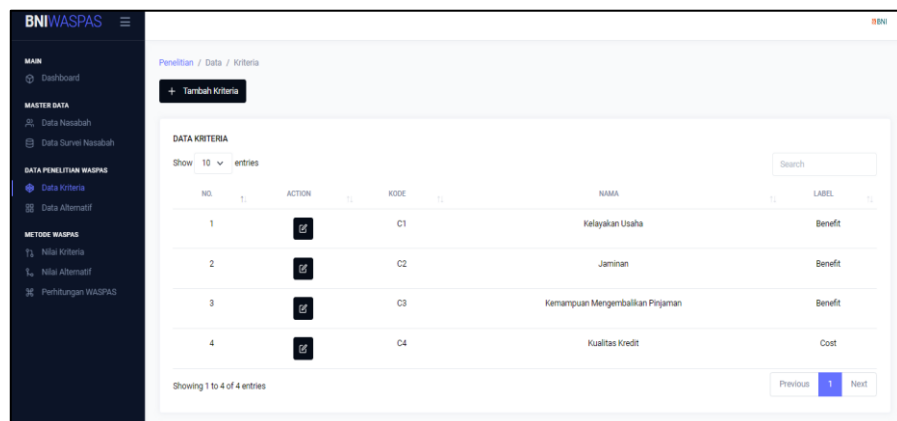 BNIWASPAS
BNI
MAIN
Dashboard
MASTER DATA
Data Nasabah
Data Survei Nasabah
DATA PENELITIAN WASPAS
Data Kriteria
Data Alternatif
METODE WASPAS
Nilai Kriteria
Nilai Alternatif
Perhitungan WASPAS
Penelitian / Data / Kriteria
+ Tambah Kriteria
DATA KRITERIA
Show 10 entries
Search
NO. ACTION KODE NAMA LABEL
1 C1 Kelayakan Usaha Benefit
2 C2 Jaminan Benefit
3 C3 Kemampuan Mengembalikan Pinjaman Benefit
4 C4 Kualitas Kredit Cost
Showing 1 to 4 of 4 entries
Previous 1 Next